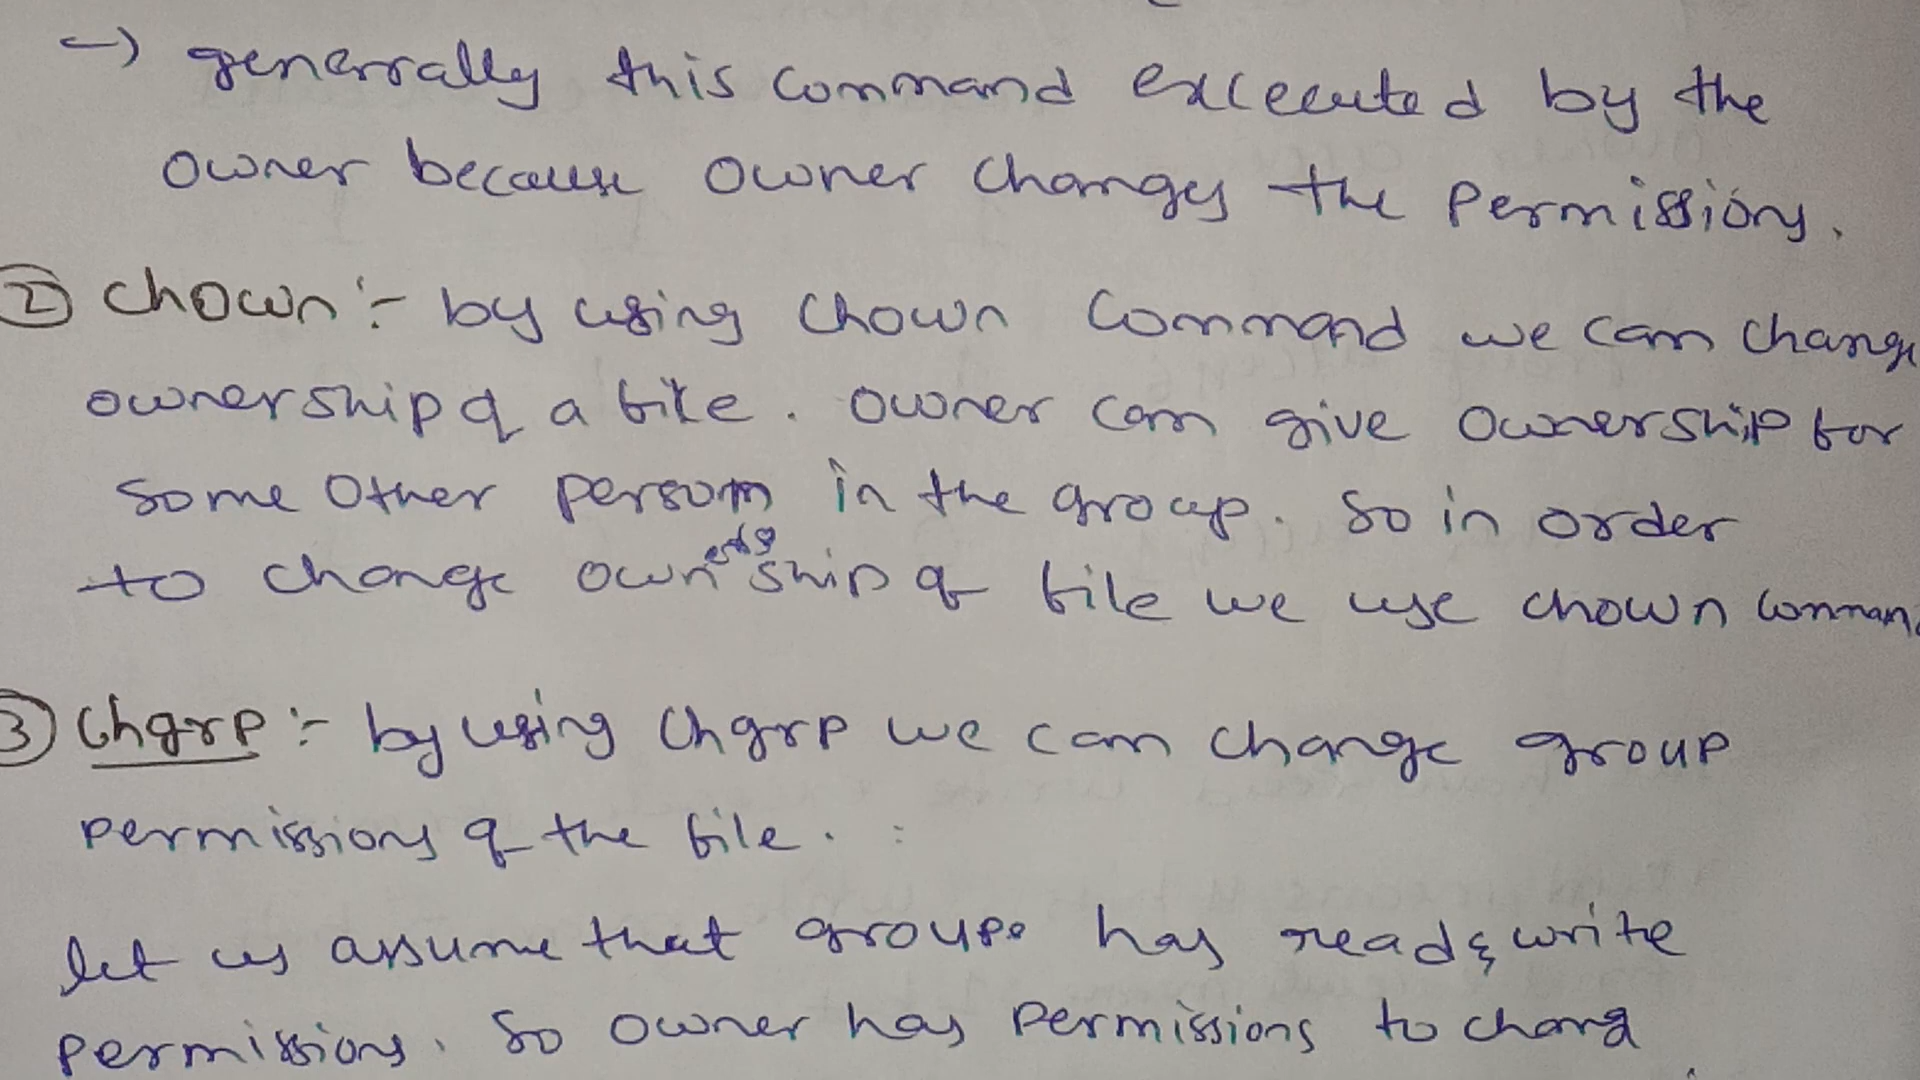 → generrally this command excecuted by the
owner because owner changes the permissions.
② chown :- by using chown command we can change
ownership of a file. owner can give ownership for
some other person in the group. So in order
to change ownership of file we use chown comman
③ chgrp :- by using chgrp we can change group
permissions of the file.
let us assume that groups has read & write
permissions. So owner has permissions to chang